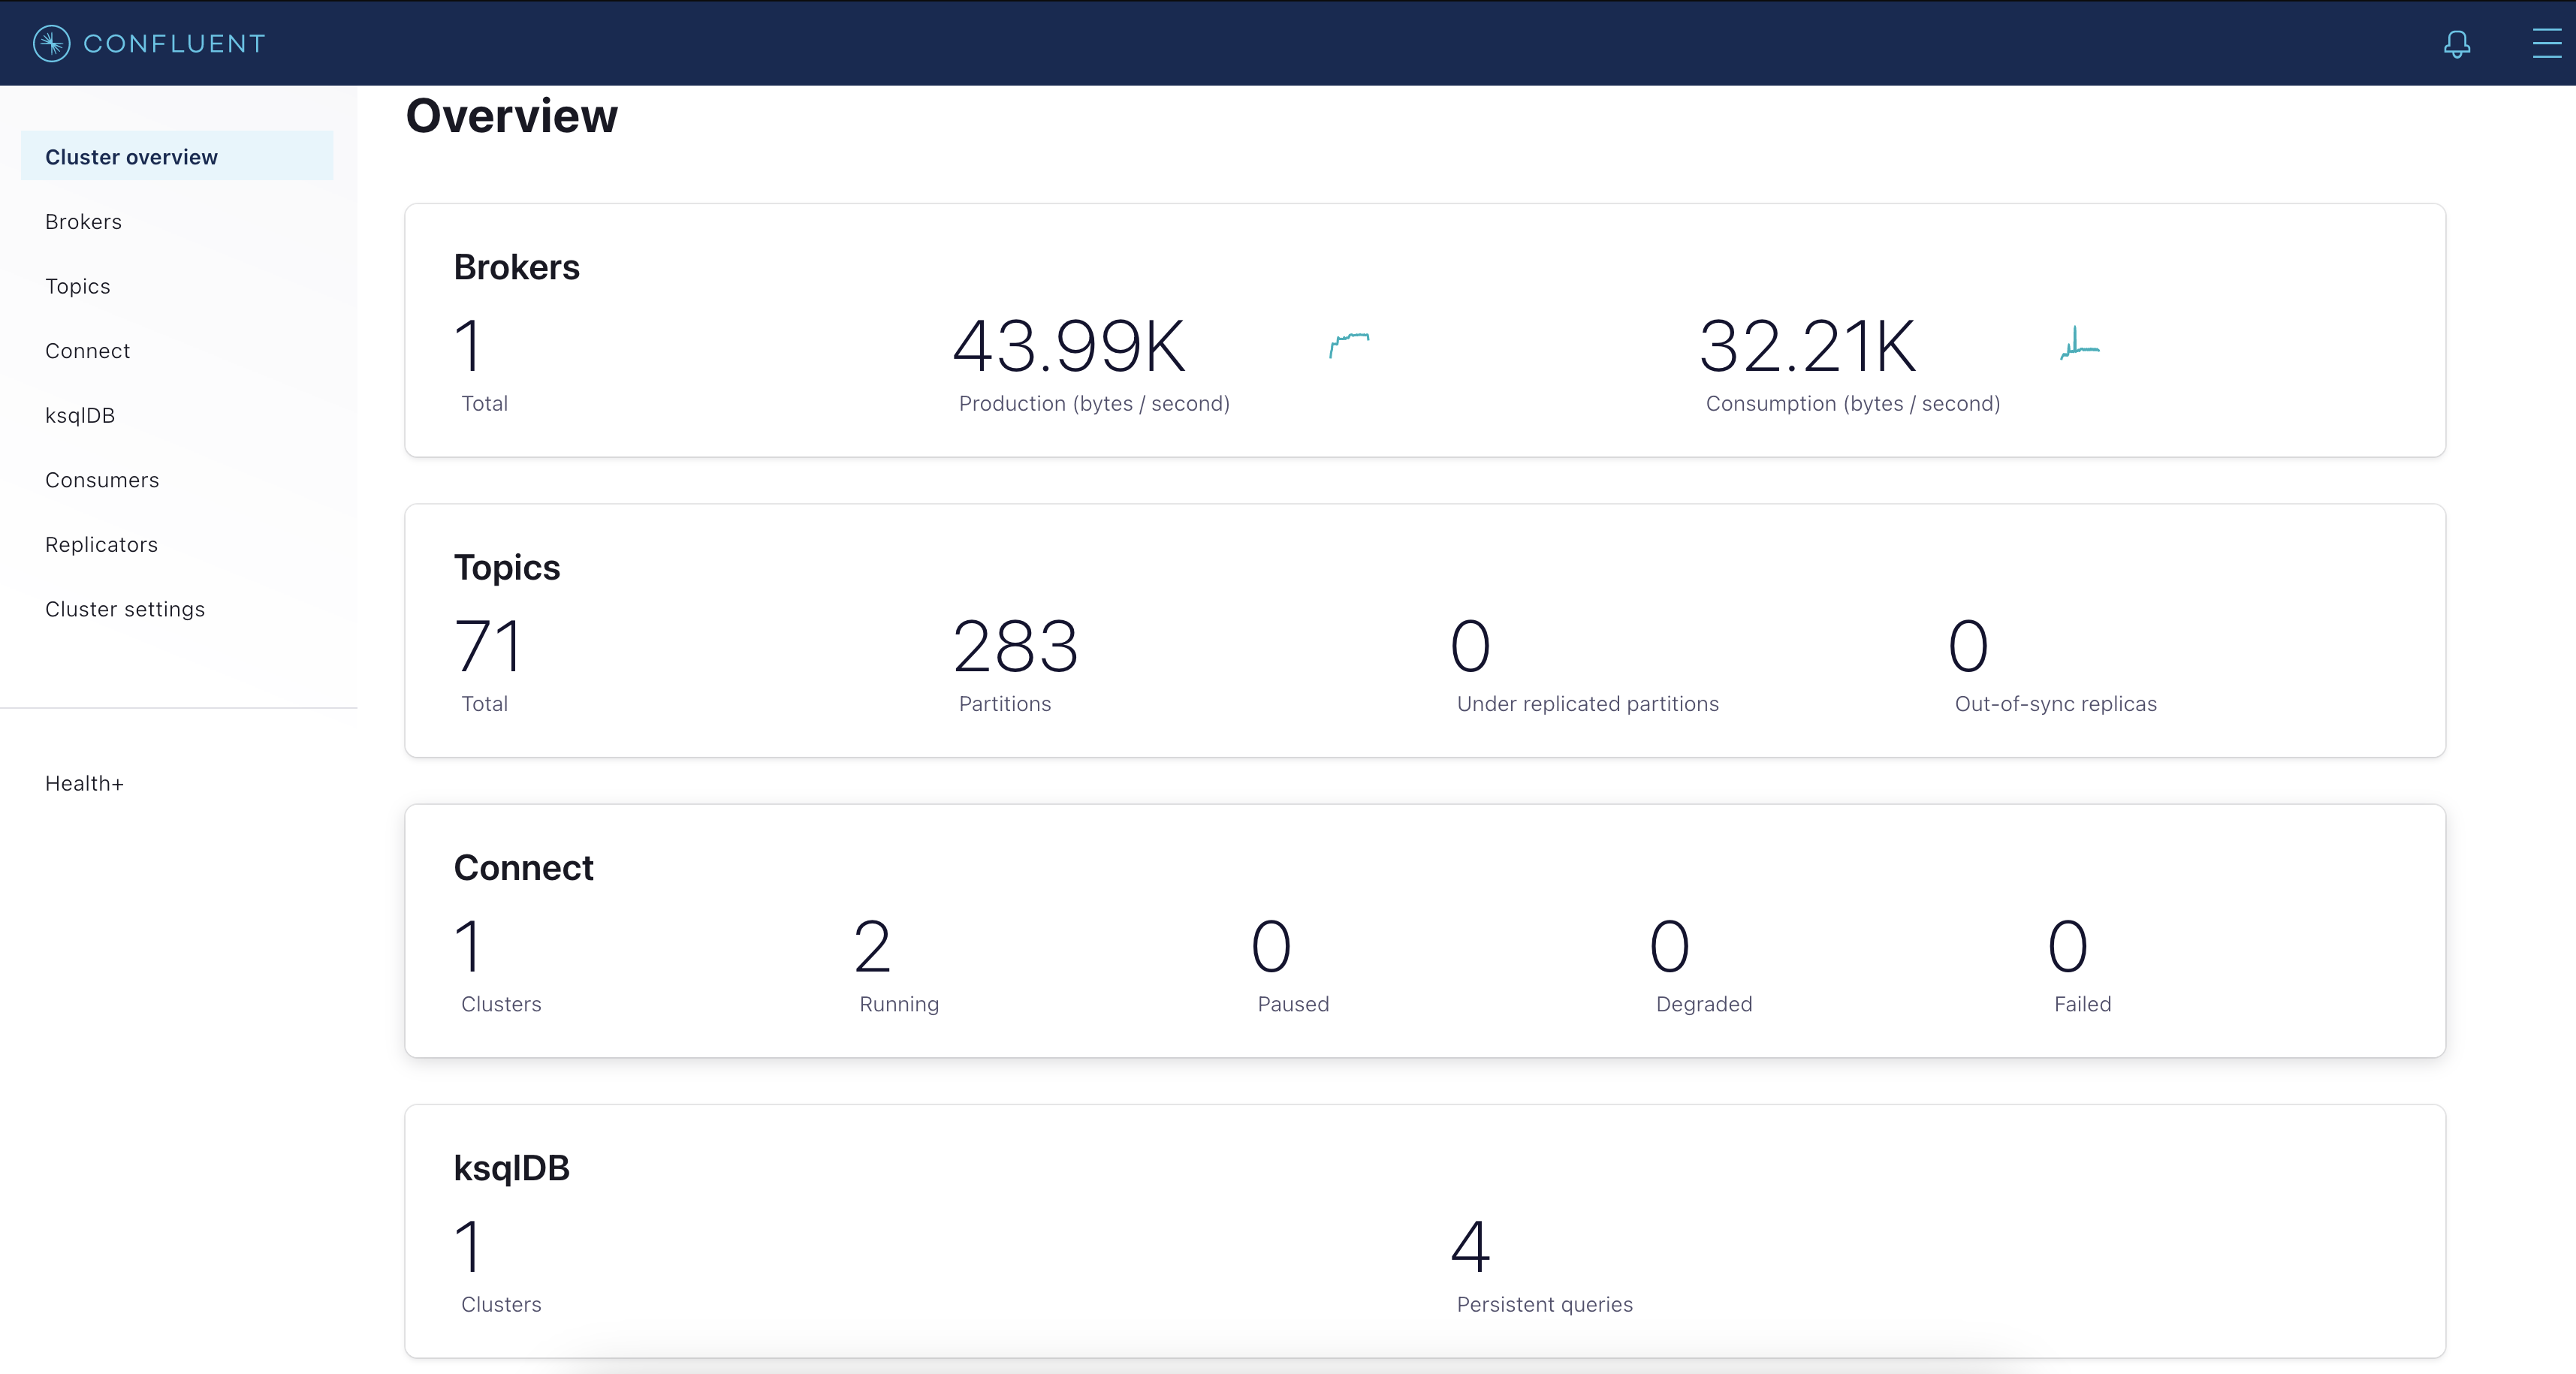 CONFLUENT
Cluster overview
Brokers
Topics
Connect
ksqlDB
Consumers
Replicators
Cluster settings
Health+
Overview
Brokers
1
Total
43.99K
Production (bytes / second)
32.21K
Consumption (bytes / second)
Topics
71
Total
283
Partitions
0
Under replicated partitions
0
Out-of-sync replicas
Connect
1
Clusters
2
Running
0
Paused
0
Degraded
0
Failed
ksqlDB
1
Clusters
4
Persistent queries